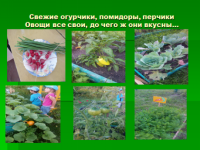 Свежие огурчики, помидоры, перчики
Овощи все свои, до чего ж они вкусны...